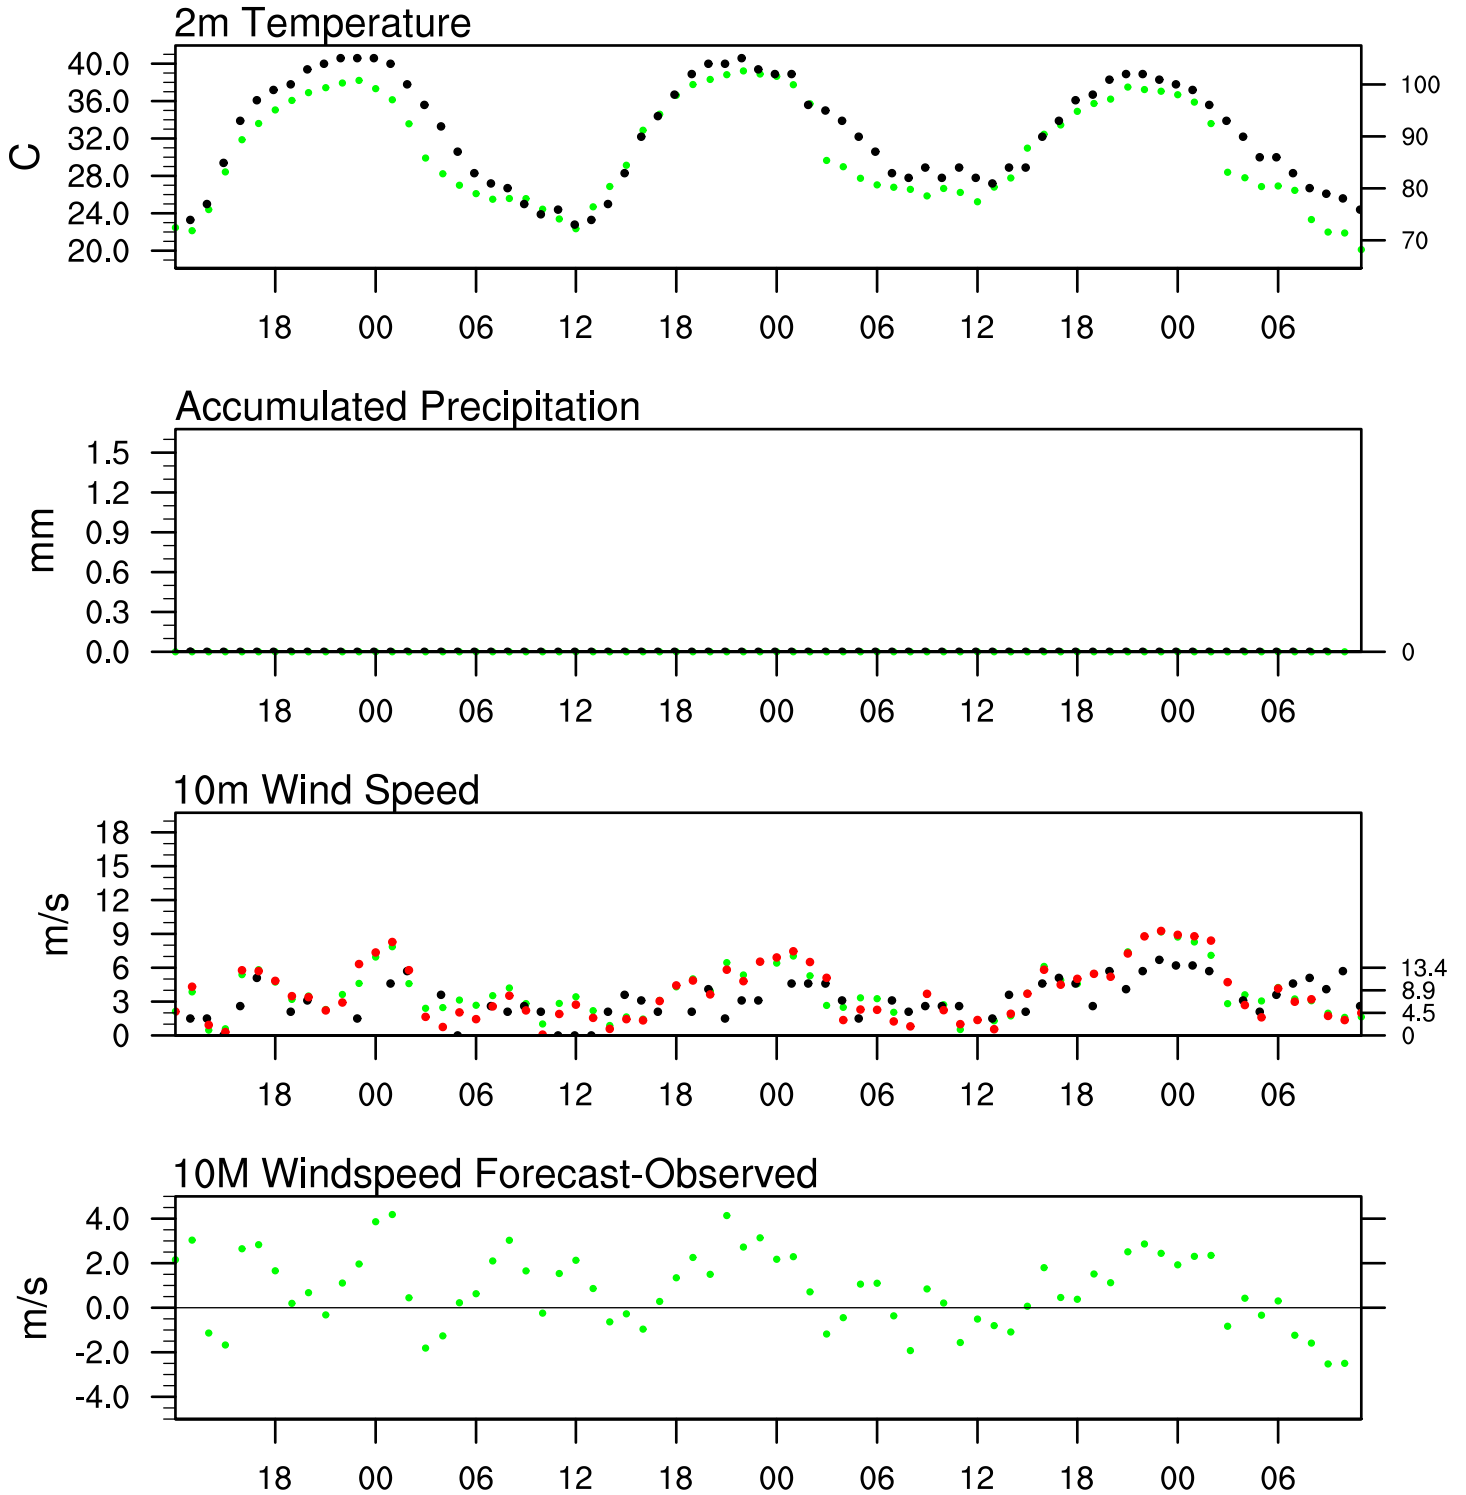 2m Temperature
40.0
36.0
32.0
28.0
24.0
20.0
C
100
90
80
70
18 00 06 12 18 00 06 12 18 00 06
Accumulated Precipitation
1.5
1.2
0.9
0.6
0.3
0.0
mm
0
18 00 06 12 18 00 06 12 18 00 06
10m Wind Speed
18
15
12
9
6
3
0
m/s
13.4
8.9
4.5
0
18 00 06 12 18 00 06 12 18 00 06
10M Windspeed Forecast-Observed
4.0
2.0
0.0
-2.0
-4.0
m/s
18 00 06 12 18 00 06 12 18 00 06